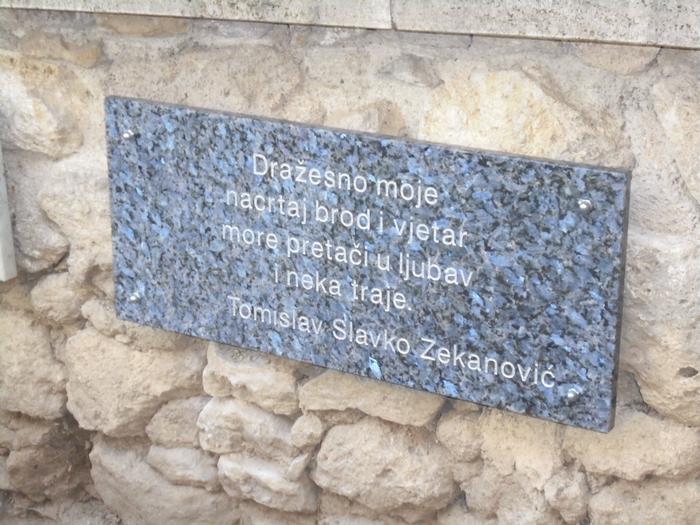 Dražesno moje
nacrtaj brod i vjetar
more pretači u ljubav
i neka traje.
Tomislav Slavko Zekanović